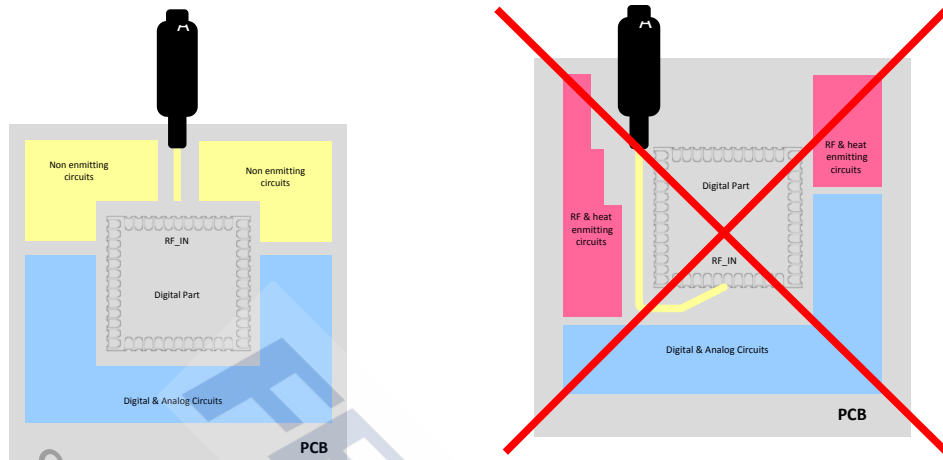 A
Non enmitting
circuits
Non enmitting
circuits
RF_IN
Digital Part
Digital & Analog Circuits
PCB
A
RF & heat
enmitting
circuits
Digital Part
RF & heat
enmitting
circuits
RF_IN
Digital & Analog Circuits
PCB